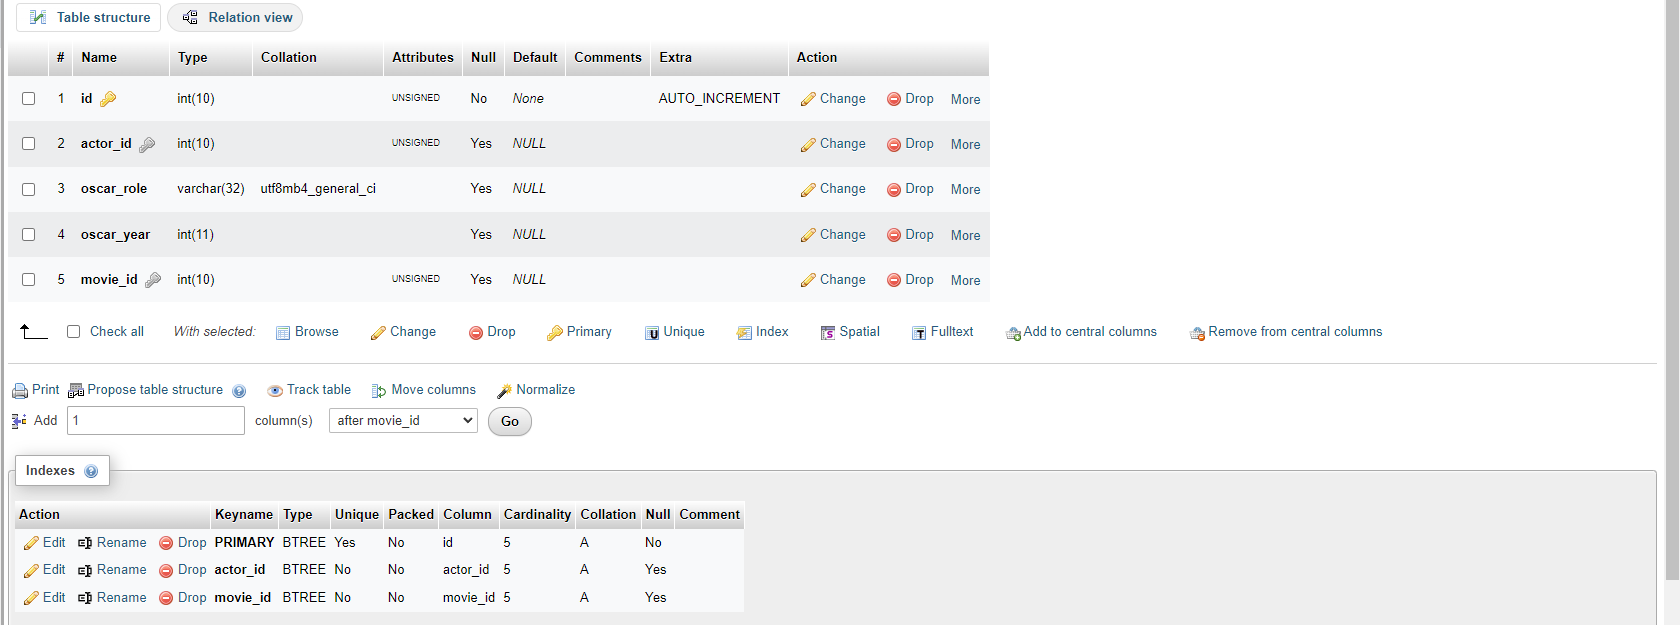 Table structure Relation view
# Name Type Collation Attributes Null Default Comments Extra Action
1 id int(10) UNSIGNED No None AUTO_INCREMENT Change Drop More
2 actor_id int(10) UNSIGNED Yes NULL Change Drop More
3 oscar_role varchar(32) utf8mb4_general_ci Yes NULL Change Drop More
4 oscar_year int(11) Yes NULL Change Drop More
5 movie_id int(10) UNSIGNED Yes NULL Change Drop More
Check all With selected: Browse Change Drop Primary Unique Index Spatial Fulltext Add to central columns Remove from central columns
Print Propose table structure Track table Move columns Normalize
Add 1 column(s) after movie_id Go
Indexes
Action Keyname Type Unique Packed Column Cardinality Collation Null Comment
Edit Rename Drop PRIMARY BTREE Yes No id 5 A No
Edit Rename Drop actor_id BTREE No No actor_id 5 A Yes
Edit Rename Drop movie_id BTREE No No movie_id 5 A Yes